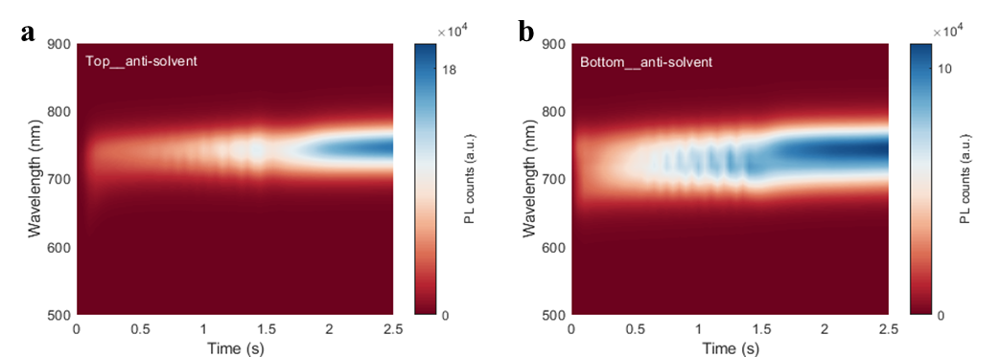 a
×10⁴
900
800
700
600
500
Wavelength (nm)
Top__anti-solvent
0
0.5
1
1.5
2
2.5
Time (s)
18
0
PL counts (a.u.)
b
×10⁴
900
800
700
600
500
Wavelength (nm)
Bottom__anti-solvent
0
0.5
1
1.5
2
2.5
Time (s)
10
0
PL counts (a.u.)